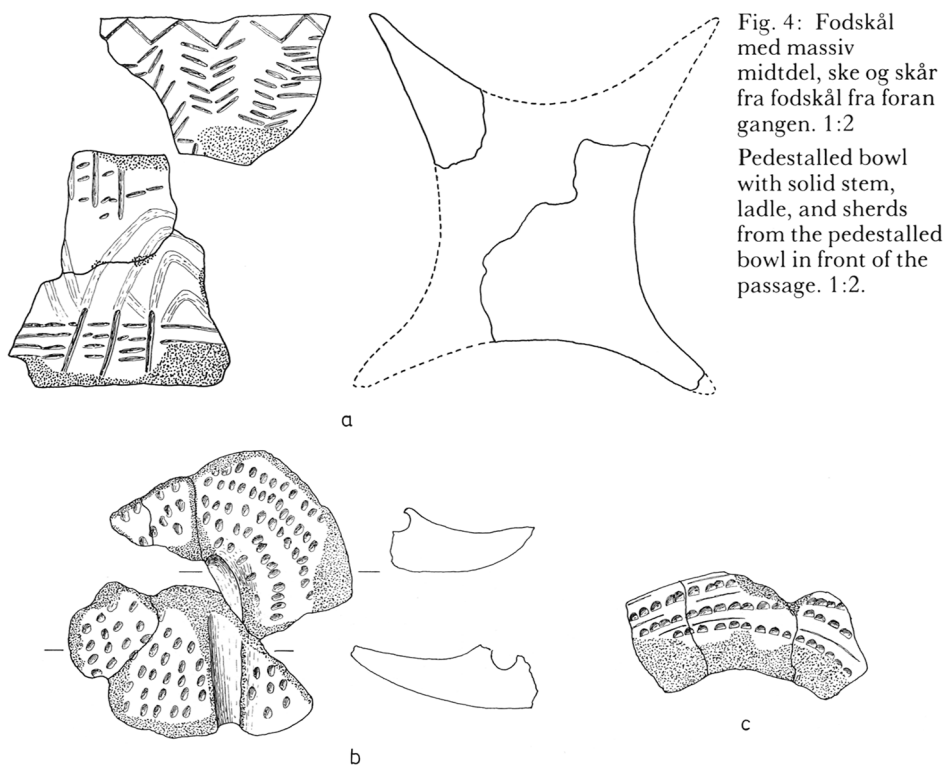 Fig. 4: Fodskål
med massiv
midtdel, ske og skår
fra fodskål fra foran
gangen. 1:2
Pedestalled bowl
with solid stem,
ladle, and sherds
from the pedestalled
bowl in front of the
passage. 1:2.
a
b
c